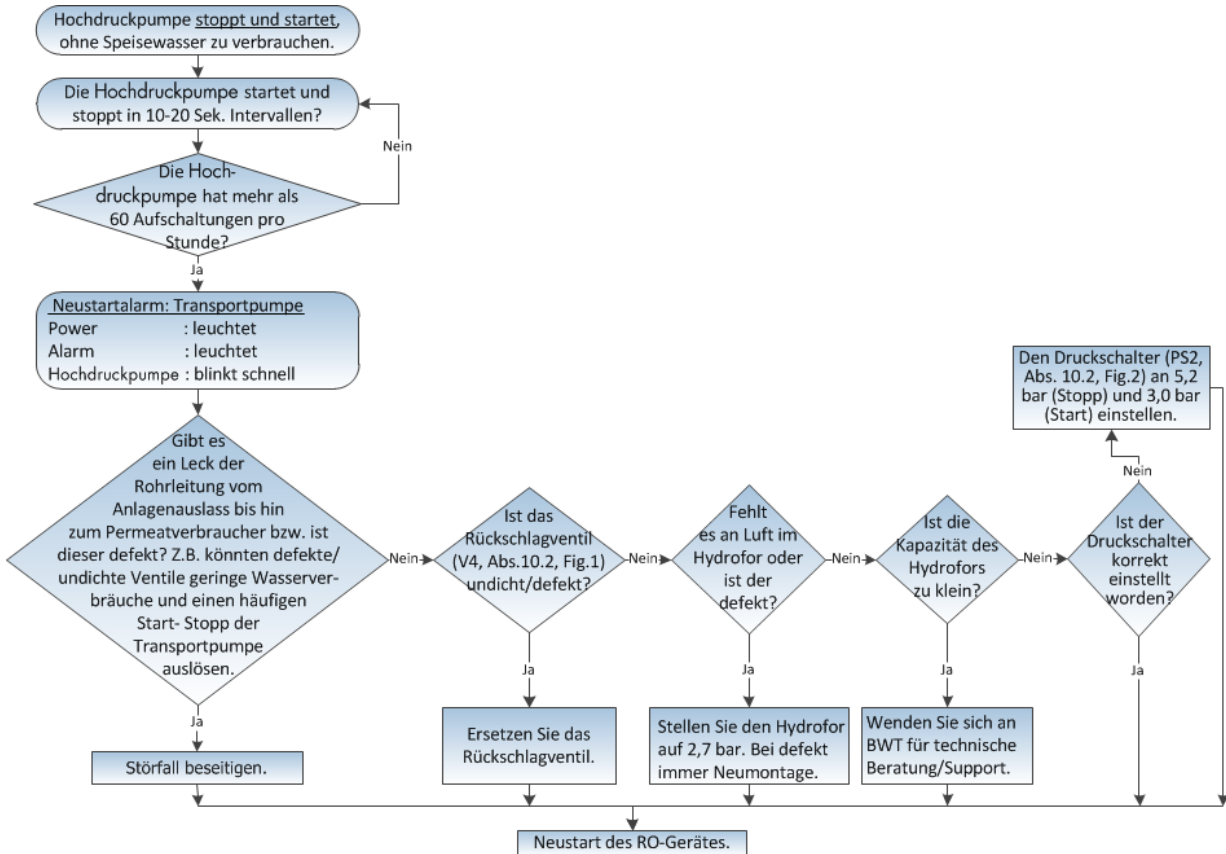 Hochdruckpumpe stoppt und startet,
ohne Speisewasser zu verbrauchen.
Die Hochdruckpumpe startet und
stoppt in 10-20 Sek. Intervallen?
Nein
Die Hoch-
druckpumpe hat mehr als
60 Aufschaltungen pro
Stunde?
Ja
Neustartalarm: Transportpumpe
Power : leuchtet
Alarm : leuchtet
Hochdruckpumpe : blinkt schnell
Gibt es
ein Leck der
Rohrleitung vom
Anlagenauslass bis hin
zum Permeatverbraucher bzw. ist
dieser defekt? Z.B. könnten defekte/
undichte Ventile geringe Wasserver-
bräuche und einen häufigen
Start- Stopp der
Transportpumpe
auslösen.
Nein
Ja
Störfall beseitigen.
Ist das
Rückschlagventil
(V4, Abs.10.2, Fig.1)
undicht/defekt?
Nein
Ja
Ersetzen Sie das
Rückschlagventil.
Fehlt
es an Luft im
Hydrofor oder
ist der
defekt?
Nein
Ja
Stellen Sie den Hydrofor
auf 2,7 bar. Bei defekt
immer Neumontage.
Ist die
Kapazität des
Hydrofors
zu klein?
Nein
Ja
Wenden Sie sich an
BWT für technische
Beratung/Support.
Ist der
Druckschalter
korrekt
einstellt
worden?
Nein
Ja
Den Druckschalter (PS2,
Abs. 10.2, Fig.2) an 5,2
bar (Stopp) und 3,0 bar
(Start) einstellen.
Neustart des RO-Gerätes.